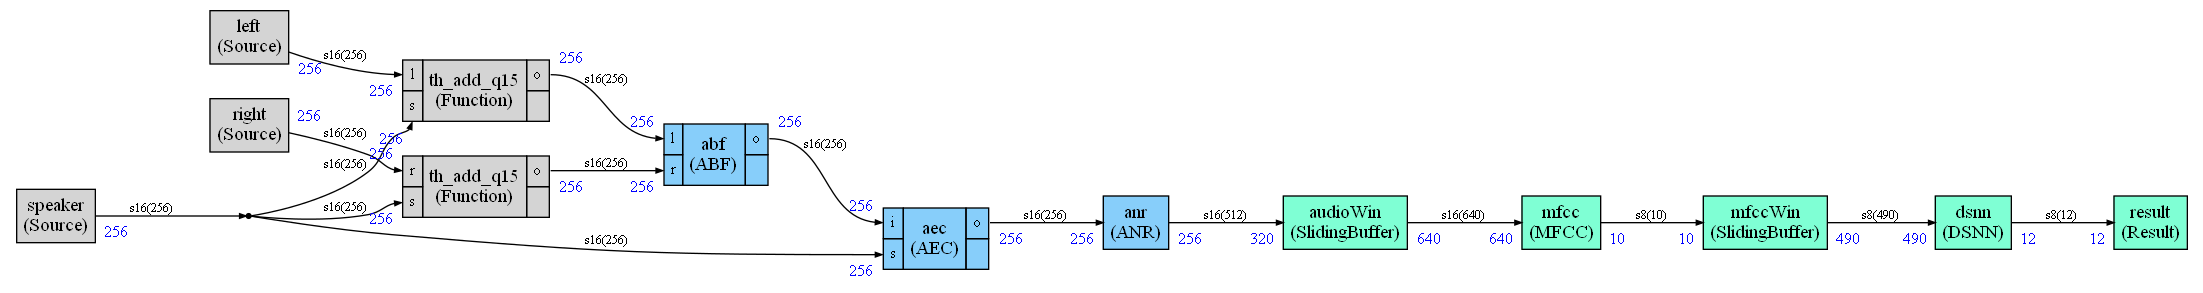 left
(Source)
s16(256)
256
256
l
s
th_add_q15
(Function)
o
256
s16(256)
right
(Source)
256
s16(256)
256
256
s16(256)
r
s
th_add_q15
(Function)
o
256
s16(256)
256
256
l
r
abf
(ABF)
o
256
s16(256)
speaker
(Source)
s16(256)
256
s16(256)
256
s16(256)
256
256
i
s
aec
(AEC)
o
256
s16(256)
256
anr
(ANR)
256
s16(512)
320
audioWin
(SlidingBuffer)
640
s16(640)
640
mfcc
(MFCC)
10
s8(10)
10
mfccWin
(SlidingBuffer)
490
s8(490)
490
dsnn
(DSNN)
12
s8(12)
12
result
(Result)